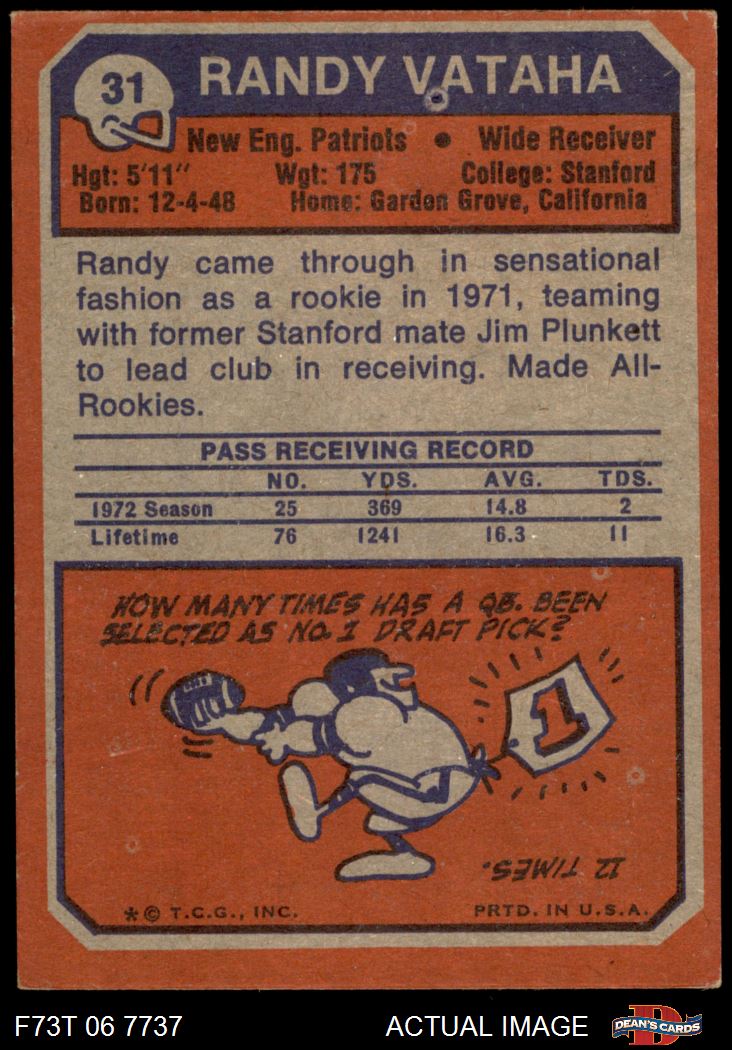 31
RANDY VATAHA
New Eng. Patriots • Wide Receiver
Hgt: 5'11" Wgt: 175 College: Stanford
Born: 12-4-48 Home: Garden Grove, California
Randy came through in sensational
fashion as a rookie in 1971, teaming
with former Stanford mate Jim Plunkett
to lead club in receiving. Made All-
Rookies.
PASS RECEIVING RECORD
NO. YDS. AVG. TDS.
1972 Season 25 369 14.8 2
Lifetime 76 1241 16.3 11
HOW MANY TIMES HAS A QB. BEEN
SELECTED AS NO. 1 DRAFT PICK?
1
12 TIMES.
*© T.C.G., INC. PRTD. IN U.S.A.
F73T 06 7737 ACTUAL IMAGE D DEAN'S CARDS